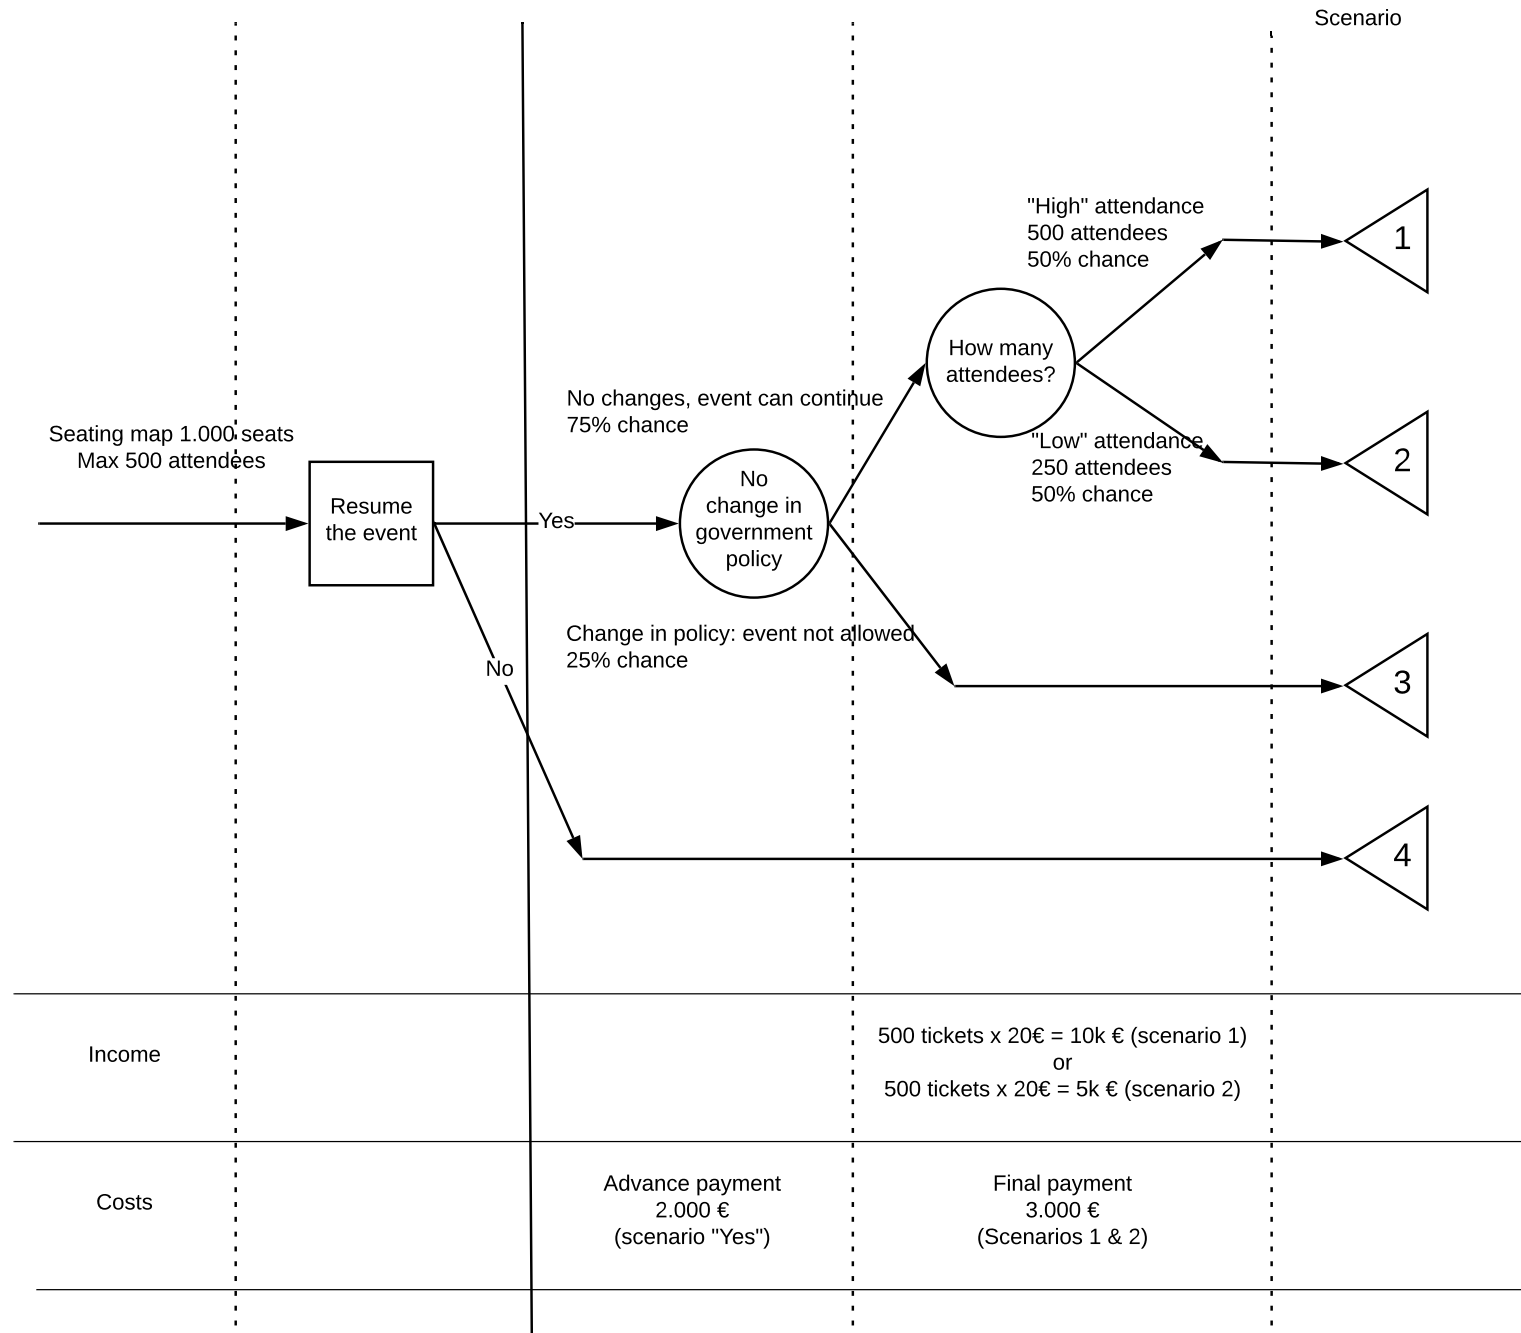 Scenario
"High" attendance
500 attendees
50% chance
1
How many
attendees?
No changes, event can continue
75% chance
Seating map 1.000 seats
Max 500 attendees
"Low" attendance
250 attendees
50% chance
2
Resume
the event
Yes
No
change in
government
policy
Change in policy: event not allowed
25% chance
No
3
4
Income
500 tickets x 20€ = 10k € (scenario 1)
or
500 tickets x 20€ = 5k € (scenario 2)
Costs
Advance payment
2.000 €
(scenario "Yes")
Final payment
3.000 €
(Scenarios 1 & 2)